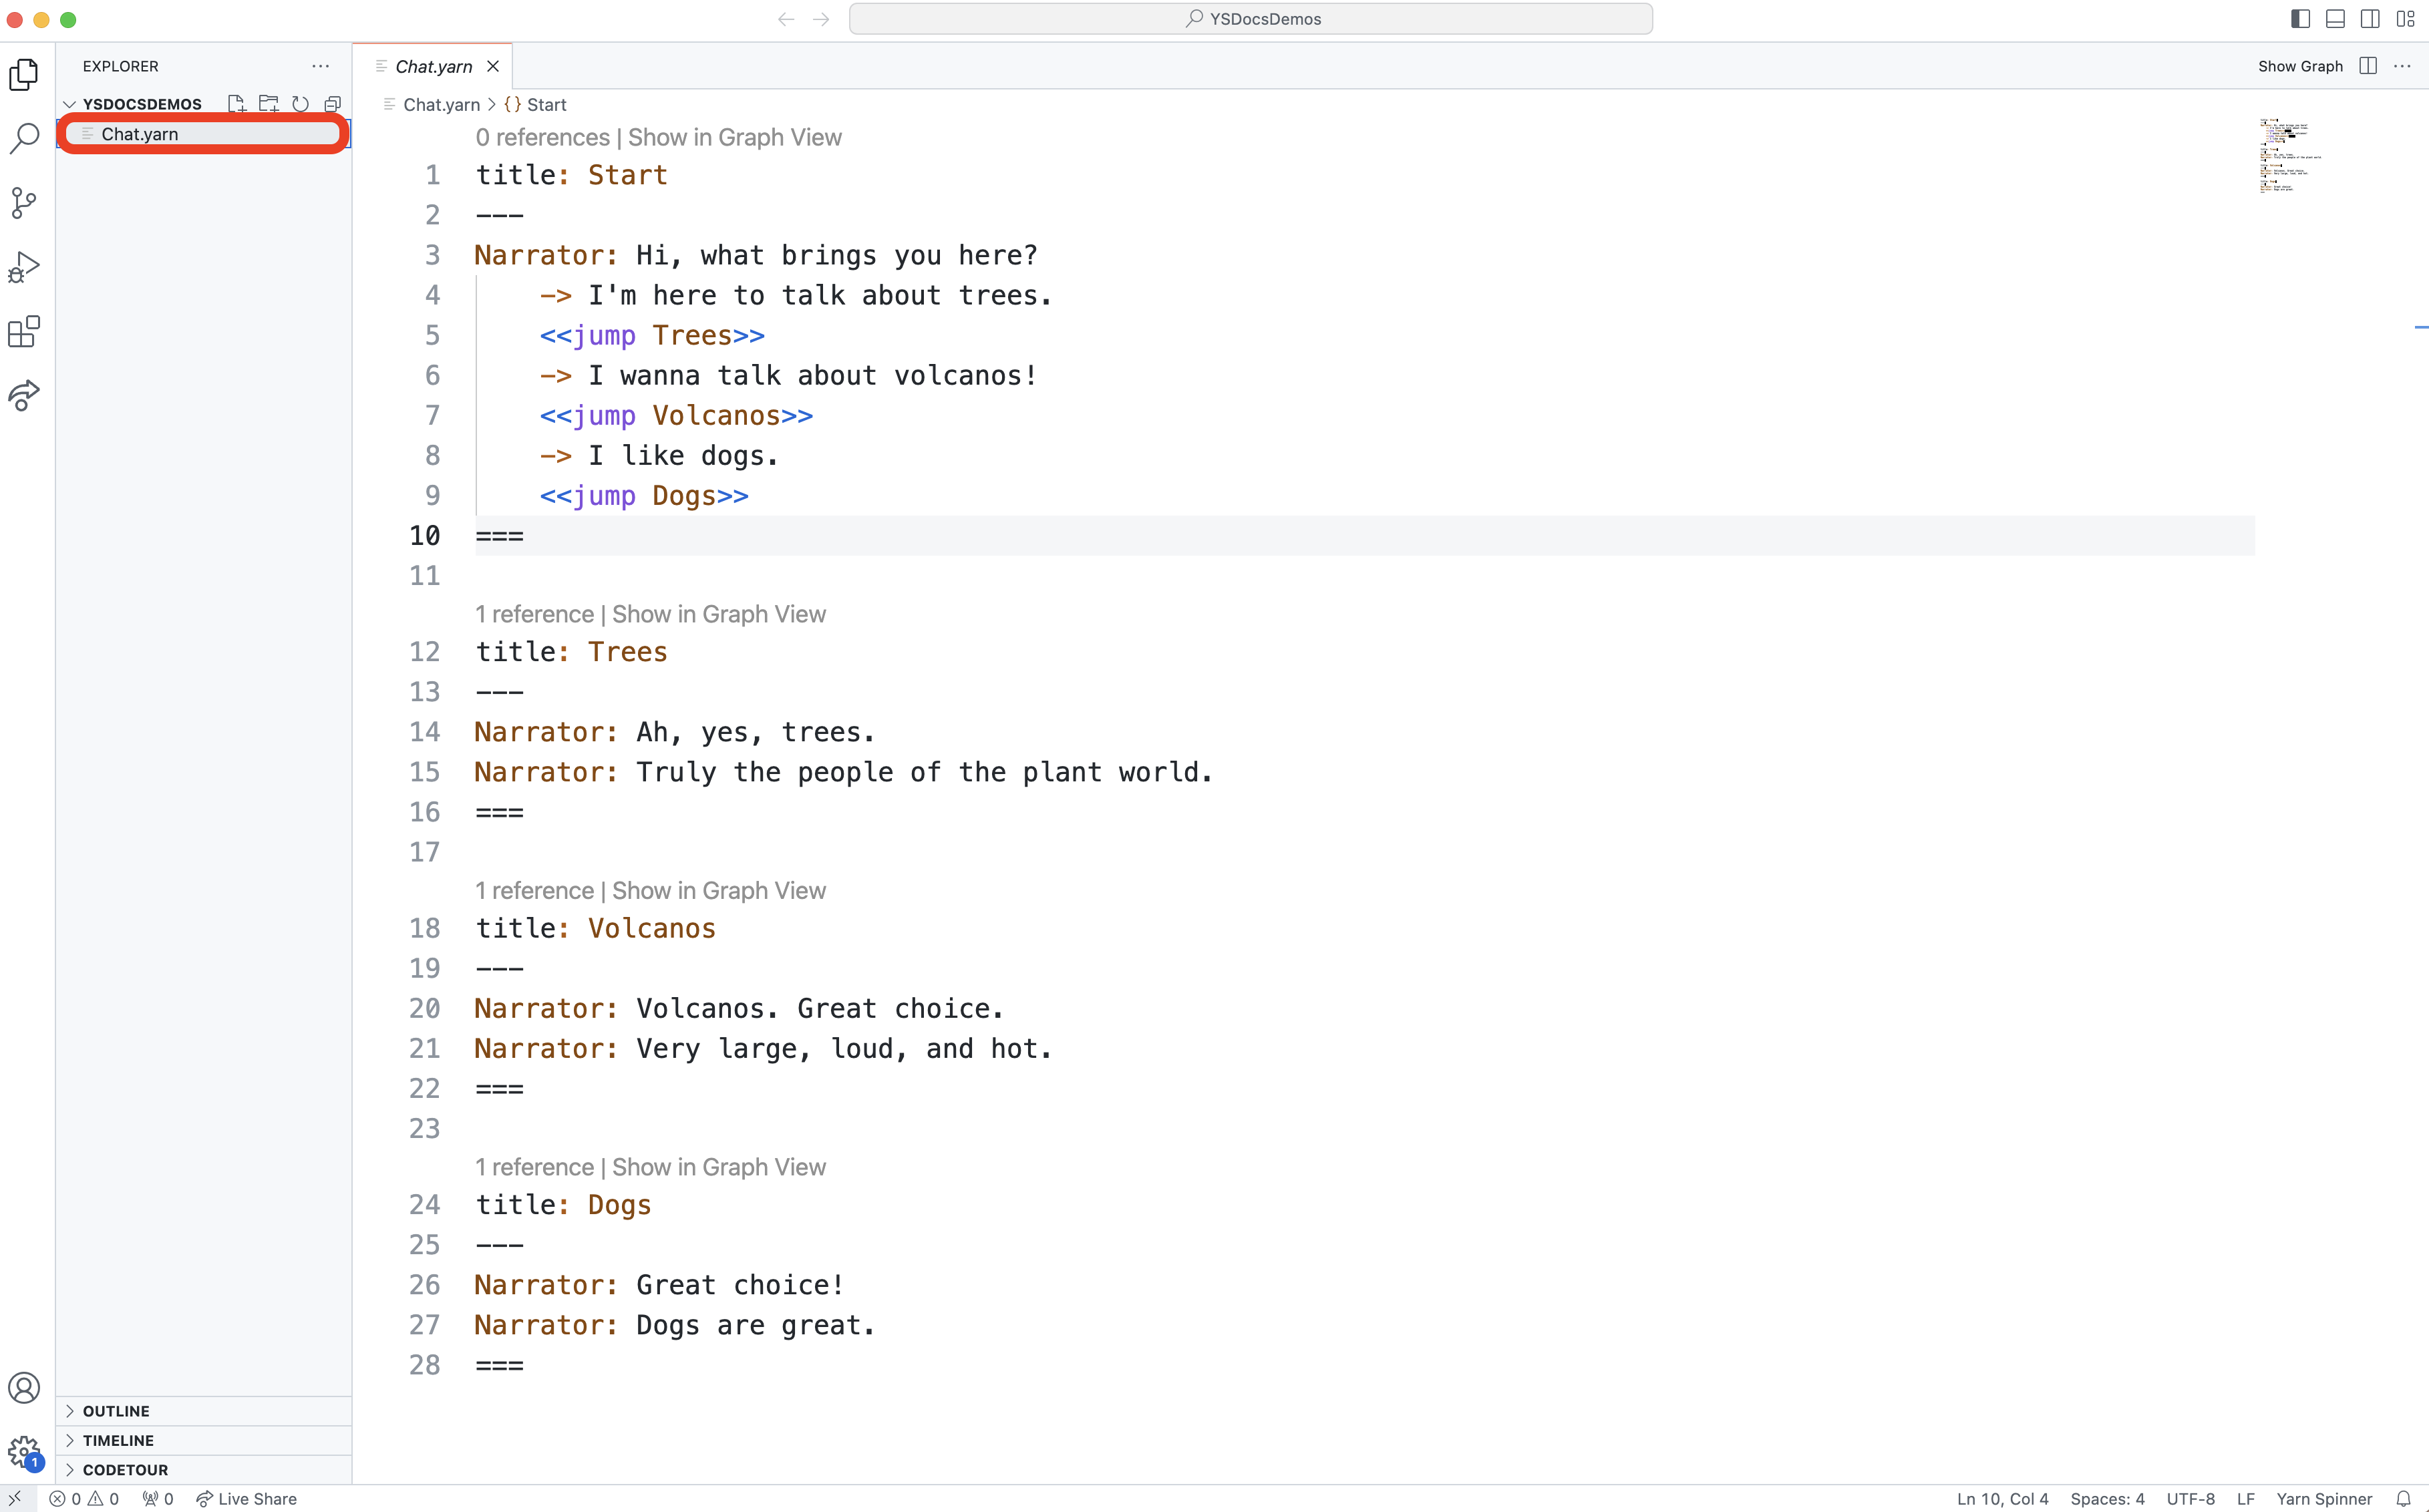 YSDocsDemos
EXPLORER
YSDOCSDEMOS
Chat.yarn
Chat.yarn
Show Graph
Chat.yarn > {} Start
0 references | Show in Graph View
1 title: Start
2 ---
3 Narrator: Hi, what brings you here?
4 -> I'm here to talk about trees.
5 <<jump Trees>>
6 -> I wanna talk about volcanos!
7 <<jump Volcanos>>
8 -> I like dogs.
9 <<jump Dogs>>
10 ===
11
1 reference | Show in Graph View
12 title: Trees
13 ---
14 Narrator: Ah, yes, trees.
15 Narrator: Truly the people of the plant world.
16 ===
17
1 reference | Show in Graph View
18 title: Volcanos
19 ---
20 Narrator: Volcanos. Great choice.
21 Narrator: Very large, loud, and hot.
22 ===
23
1 reference | Show in Graph View
24 title: Dogs
25 ---
26 Narrator: Great choice!
27 Narrator: Dogs are great.
28 ===
OUTLINE
TIMELINE
CODETOUR
1
0 0 0 Live Share
Ln 10, Col 4 Spaces: 4 UTF-8 LF Yarn Spinner